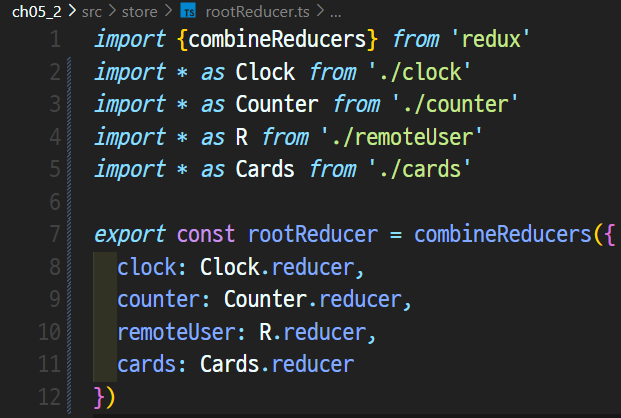 ch05_2 > src > store > TS rootReducer.ts > ...
1 import {combineReducers} from 'redux'
2 import * as Clock from './clock'
3 import * as Counter from './counter'
4 import * as R from './remoteUser'
5 import * as Cards from './cards'
6
7 export const rootReducer = combineReducers({
8   clock: Clock.reducer,
9   counter: Counter.reducer,
10   remoteUser: R.reducer,
11   cards: Cards.reducer
12 })